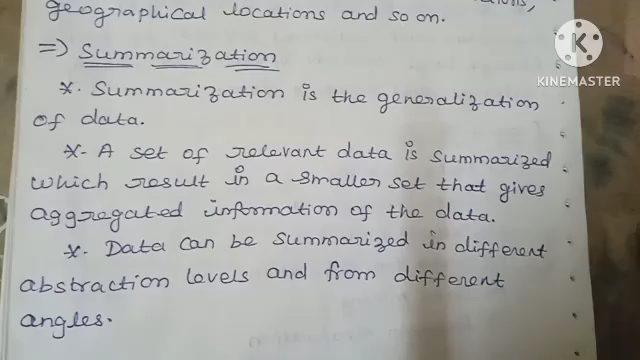 geographical locations and so on.
=> Summarization
*. Summarization is the generalization
of data.
*. A set of relevant data is summarized
which result in a smaller set that gives
aggregated information of the data.
*. Data can be summarized in different
abstraction levels and from different
angles.
KINEMASTER